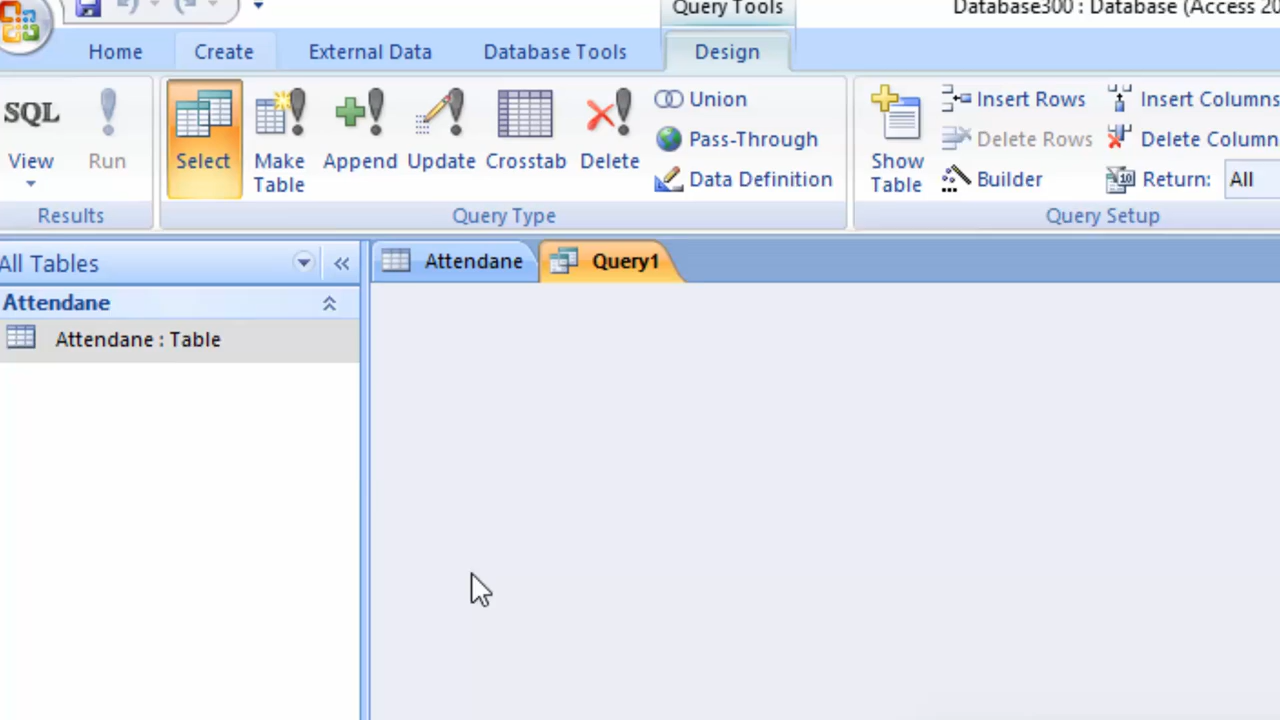 Query Tools
Database300 : Database (Access 20
Home Create External Data Database Tools Design
SQL
View
Run
Select
Make Table
Append
Update
Crosstab
Delete
Union
Pass-Through
Data Definition
Show Table
Insert Rows
Delete Rows
Builder
Insert Columns
Delete Column
Return: All
Results
Query Type
Query Setup
All Tables
Attendane
Attendane : Table
Attendane
Query1